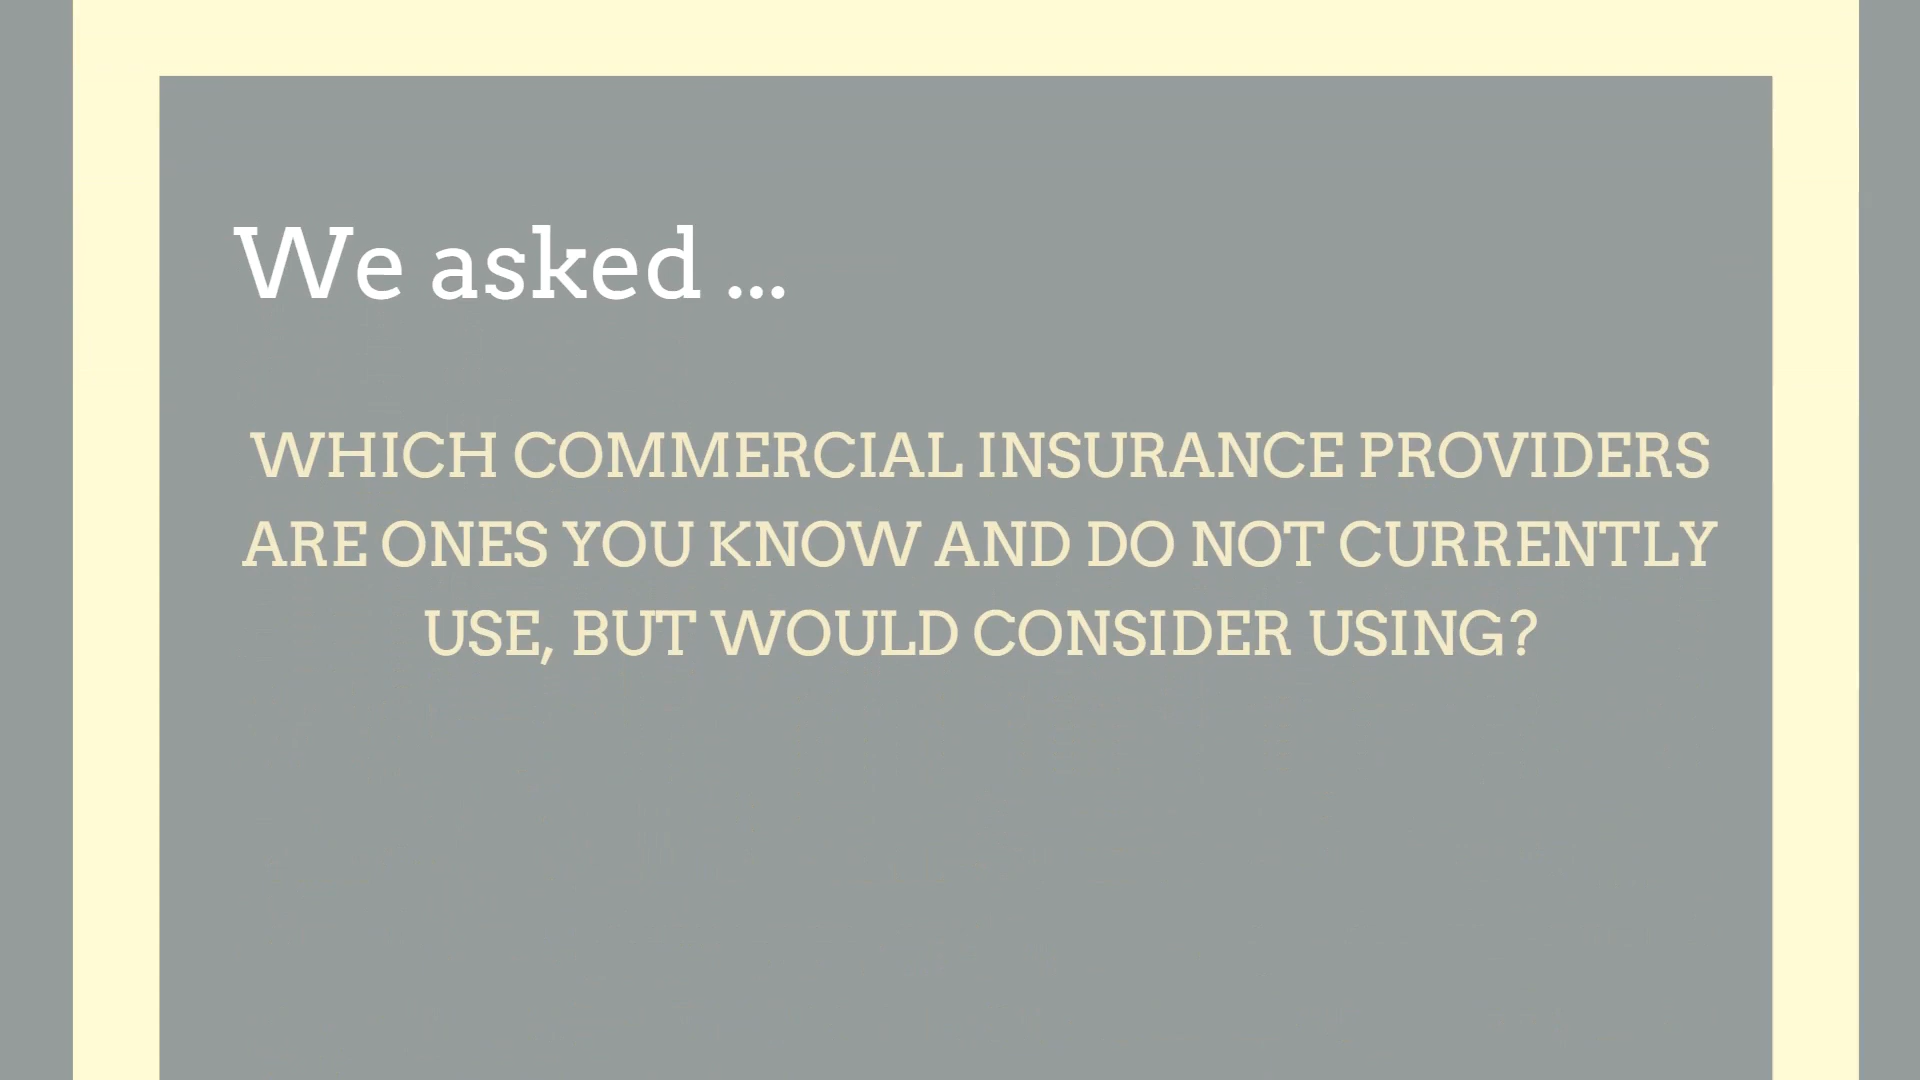 We asked ...
WHICH COMMERCIAL INSURANCE PROVIDERS
ARE ONES YOU KNOW AND DO NOT CURRENTLY
USE, BUT WOULD CONSIDER USING?